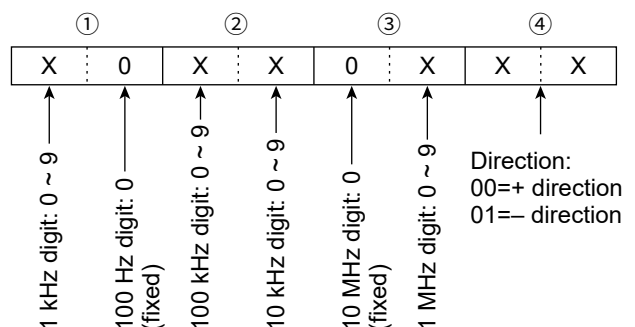 ① ② ③ ④
X 0 X X 0 X X X
1 kHz digit: 0 ~ 9
100 Hz digit: 0
(fixed)
100 kHz digit: 0 ~ 9
10 kHz digit: 0 ~ 9
10 MHz digit: 0
(fixed)
1 MHz digit: 0 ~ 9
Direction:
00=+ direction
01=– direction